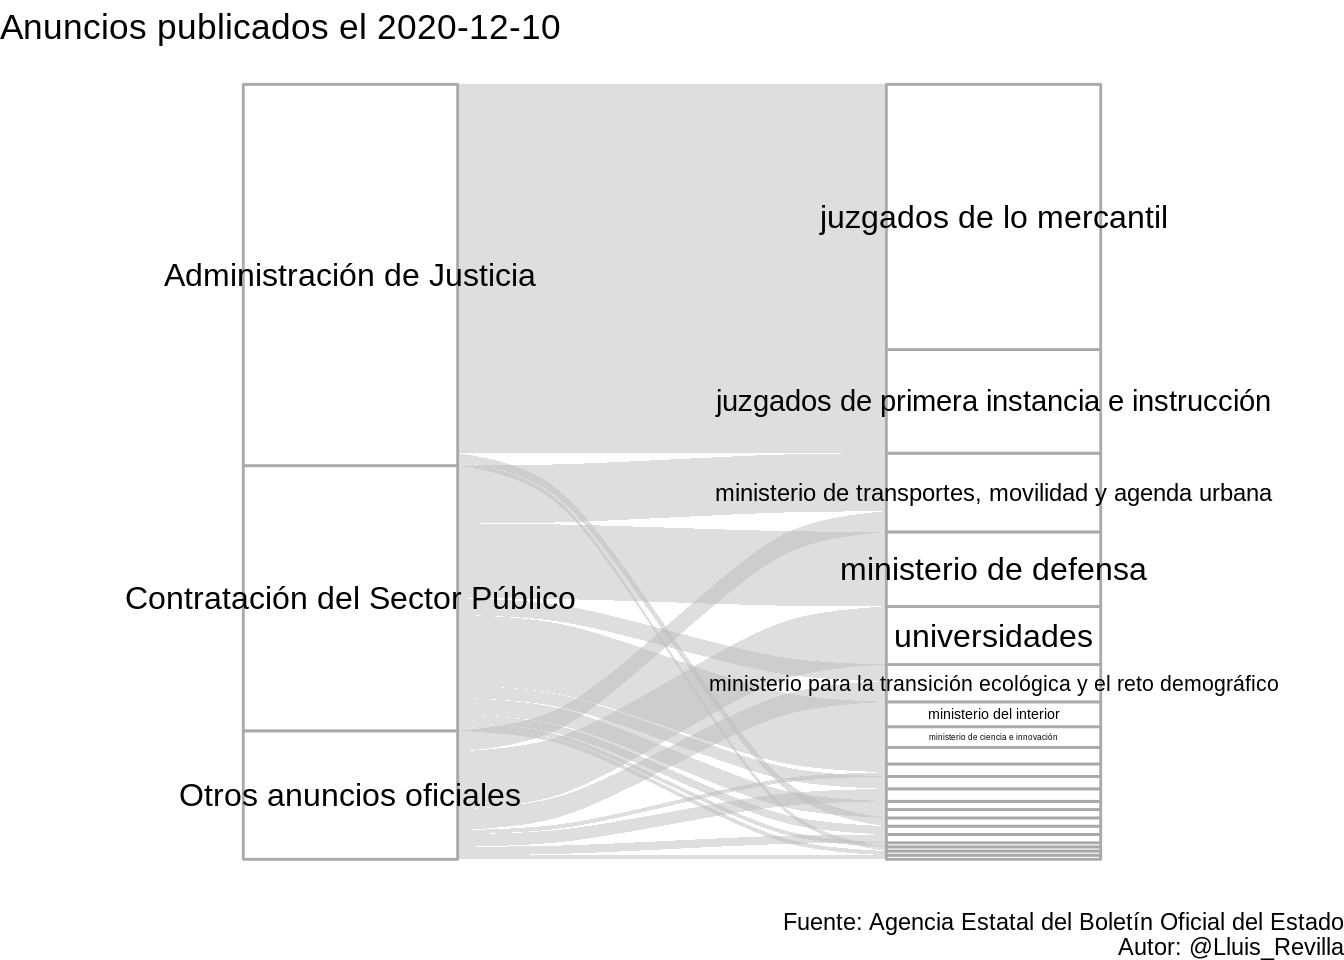 Anuncios publicados el 2020-12-10
juzgados de lo mercantil
Administración de Justicia
juzgados de primera instancia e instrucción
ministerio de transportes, movilidad y agenda urbana
ministerio de defensa
Contratación del Sector Público
universidades
ministerio para la transición ecológica y el reto demográfico
ministerio del interior
ministerio de ciencia e innovación
Otros anuncios oficiales
Fuente: Agencia Estatal del Boletín Oficial del Estado
Autor: @Lluis_Revilla